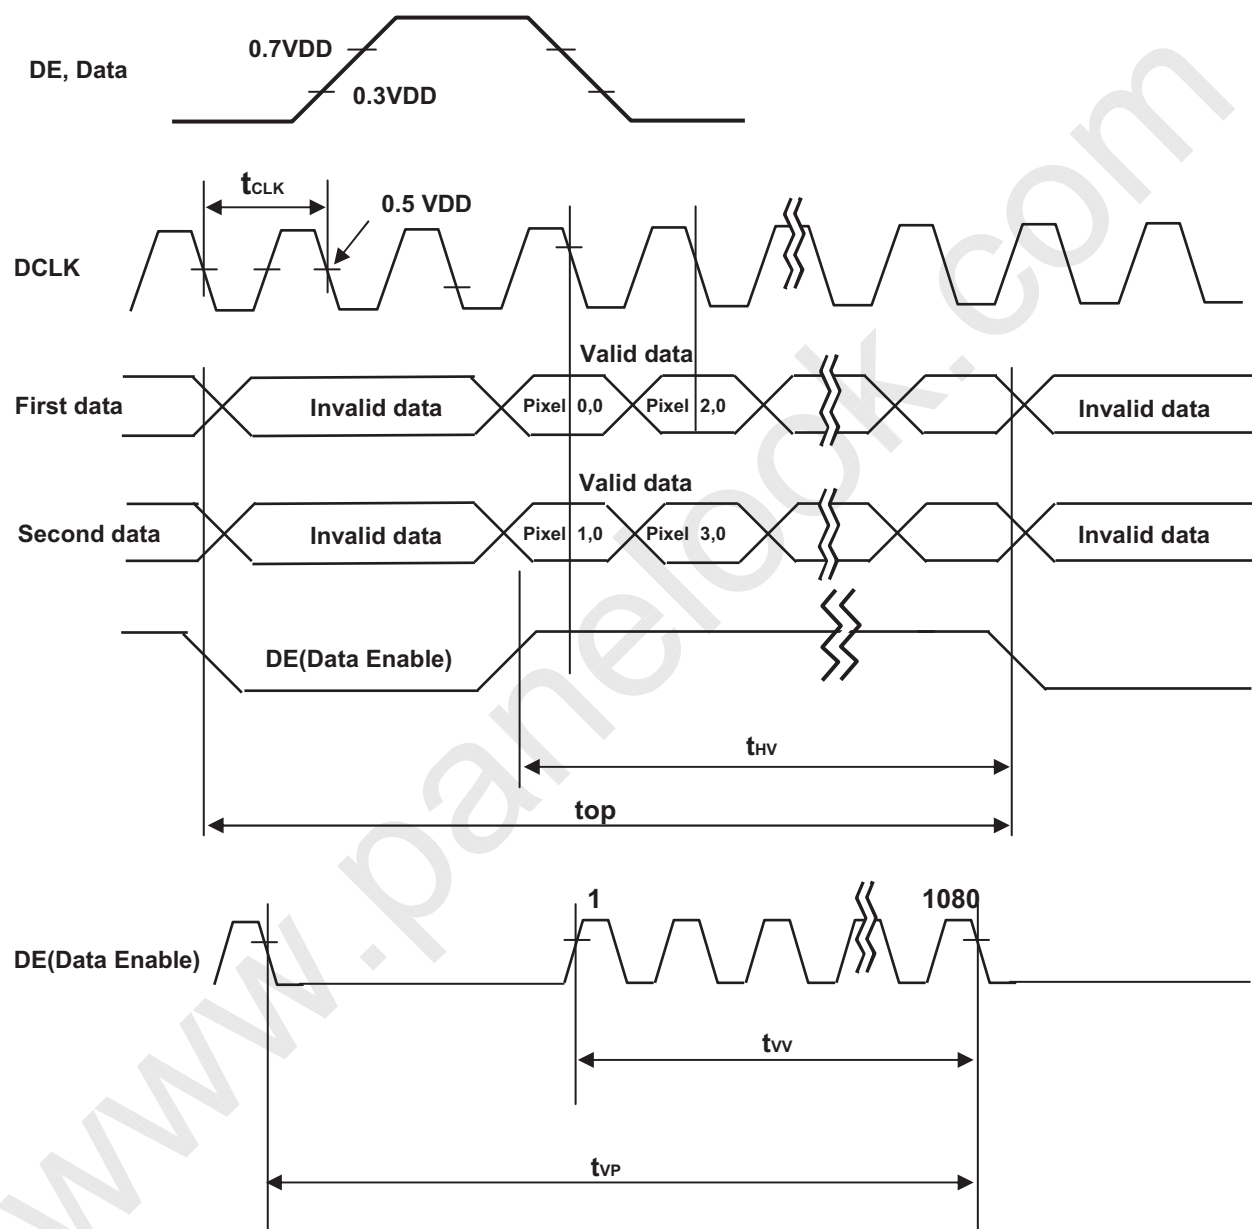 0.7VDD
DE, Data
0.3VDD
tCLK
0.5 VDD
DCLK
Valid data
First data
Invalid data
Pixel 0,0
Pixel 2,0
Invalid data
Valid data
Second data
Invalid data
Pixel 1,0
Pixel 3,0
Invalid data
DE(Data Enable)
tHV
top
1
1080
DE(Data Enable)
tVV
tVP
www.panelook.com